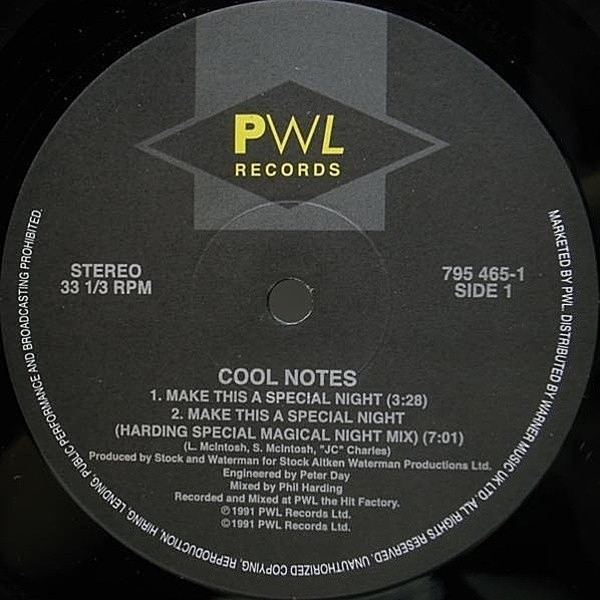 PWL
RECORDS
STEREO
33 1/3 RPM
795 465-1
SIDE 1
COOL NOTES
1. MAKE THIS A SPECIAL NIGHT (3:28)
2. MAKE THIS A SPECIAL NIGHT
(HARDING SPECIAL MAGICAL NIGHT MIX) (7:01)
(L. McIntosh, S. McIntosh, "JC" Charles)
Produced by Stock and Waterman for Stock Aitken Waterman Productions Ltd.
Engineered by Peter Day
Mixed by Phil Harding
Recorded and Mixed at PWL the Hit Factory.
℗1991 PWL Records Ltd.
©1991 PWL Records Ltd.
MARKETED BY PWL. DISTRIBUTED BY WARNER MUSIC UK LTD. ALL RIGHTS RESERVED. UNAUTHORIZED COPYING, REPRODUCTION, HIRING, LENDING, PUBLIC PERFORMANCE AND BROADCASTING PROHIBITED.